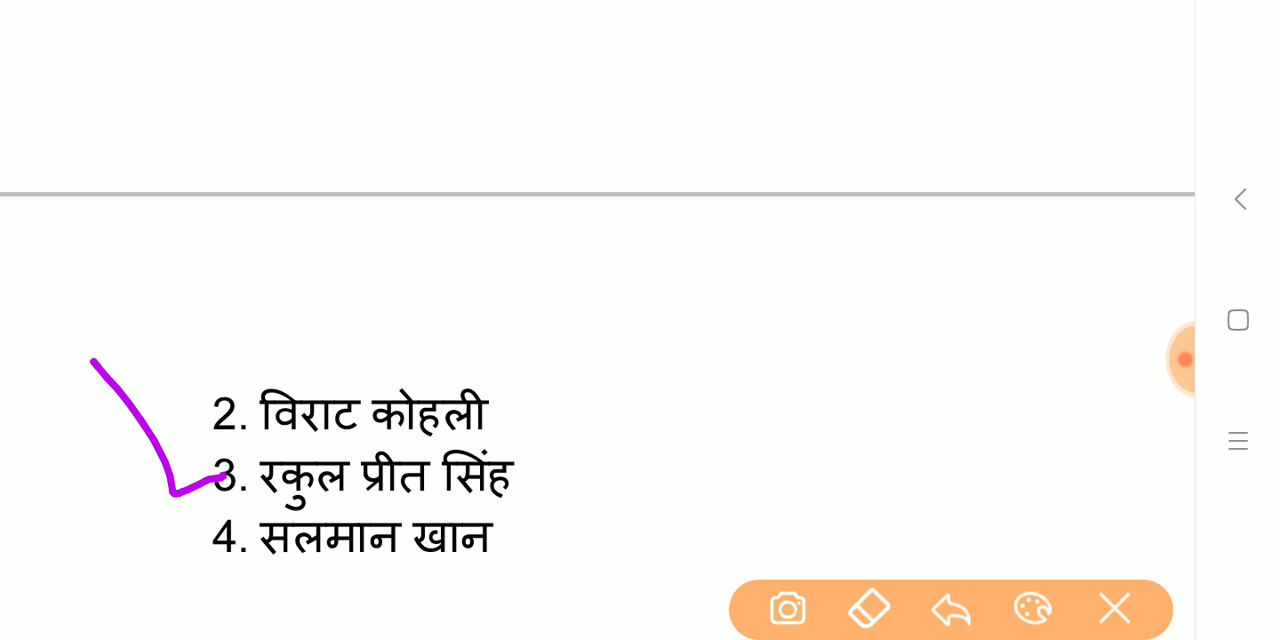 2. विराट कोहली
3. रकुल प्रीत सिंह
4. सलमान खान